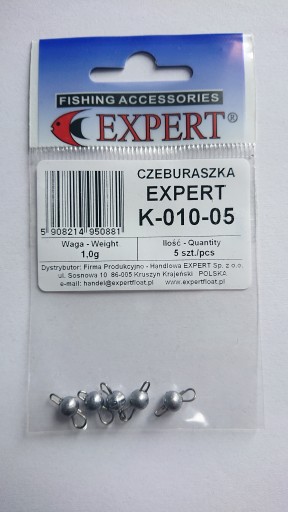 FISHING ACCESSORIES
EXPERT®
CZEBURASZKA
EXPERT
K-010-05
5 908214 950881
Waga - Weight
1,0g
Ilość - Quantity
5 szt./pcs
Dystrybutor: Firma Produkcyjno - Handlowa EXPERT Sp. z o.o.
ul. Sosnowa 10 86-005 Kruszyn Krajeński POLSKA
e-mail: handel@expertfloat.pl www.expertfloat.pl